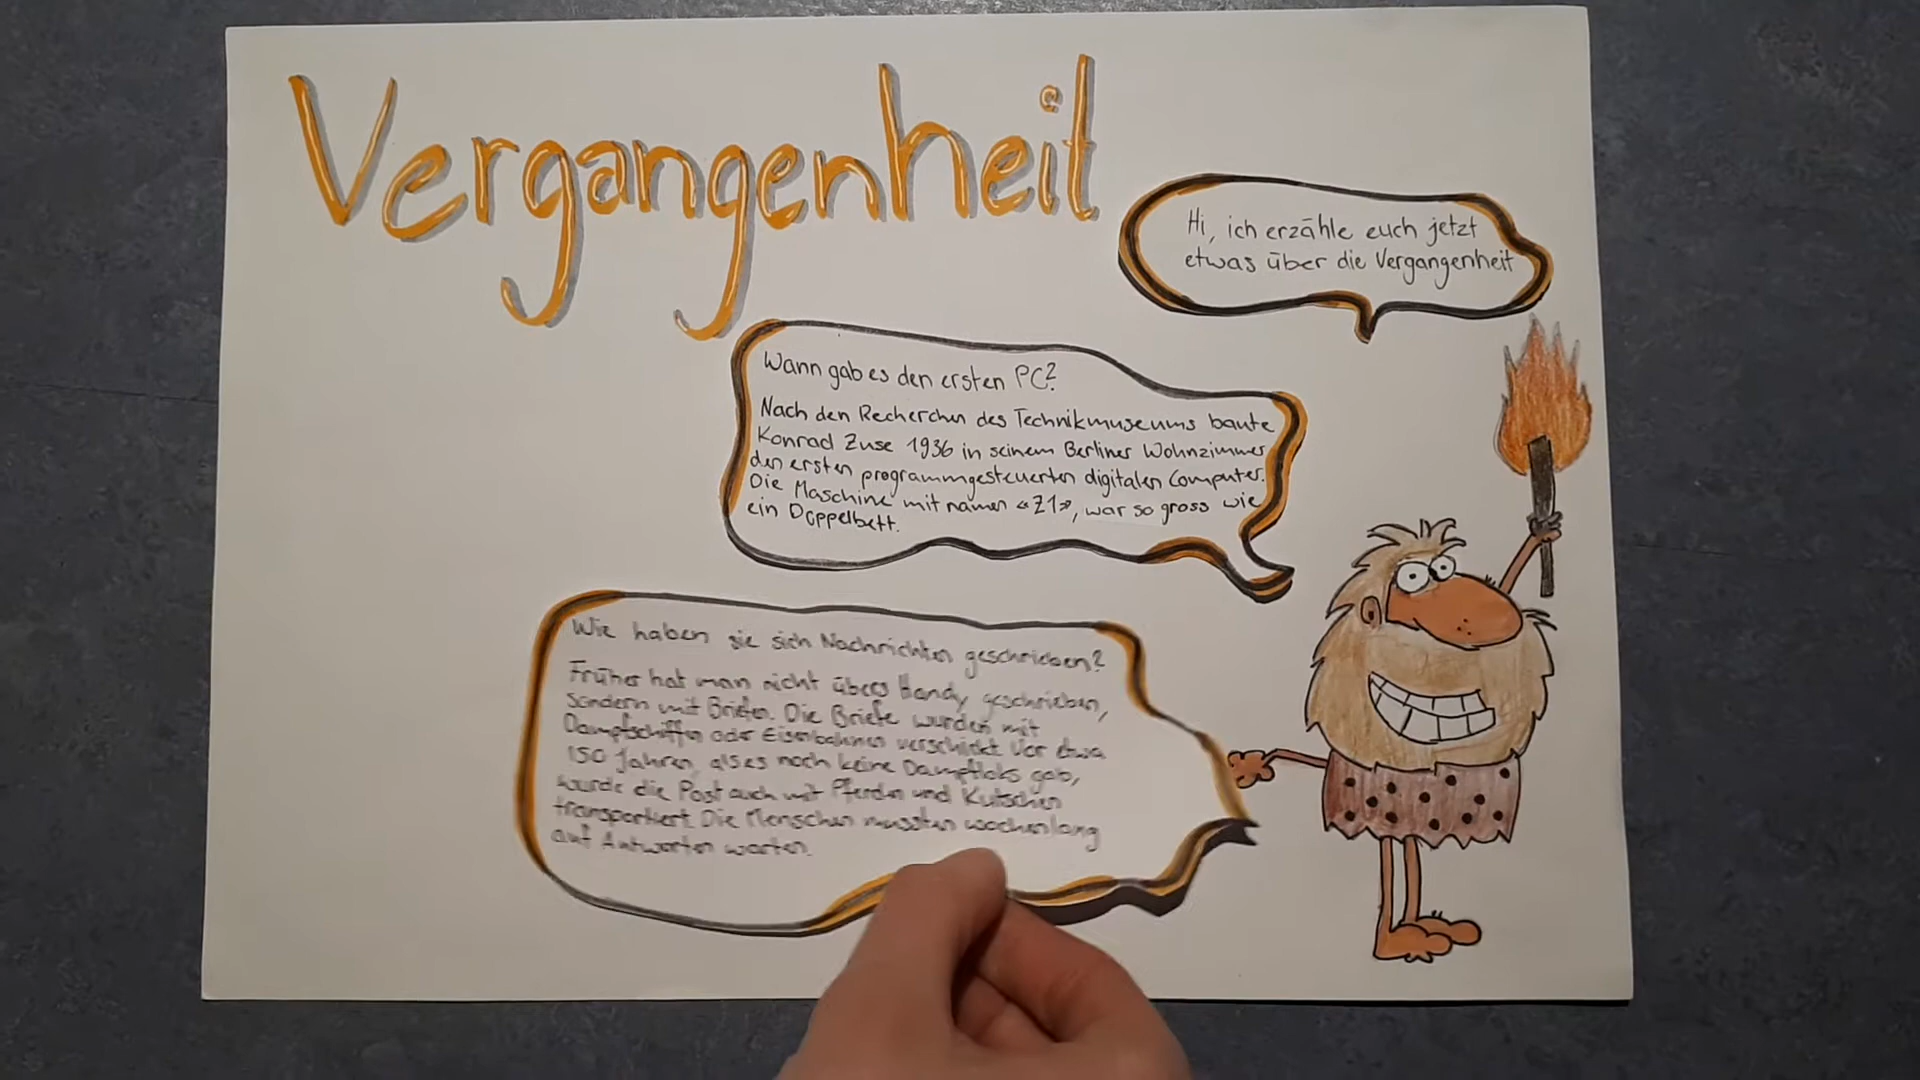 Vergangenheit
Hi, ich erzähle euch jetzt
etwas über die Vergangenheit
Wann gab es den ersten PC?
Nach den Recherchen des Technikmuseums baute
Konrad Zuse 1936 in seinem Berliner Wohnzimmer
den ersten programmgesteuerten digitalen Computer.
Die Maschine mit namen «Z1», war so gross wie
ein Doppelbett.
Wie haben sie sich Nachrichten geschrieben?
Früher hat man nicht übers Handy geschrieben,
sondern mit Briefen. Die Briefe wurden mit
Dampfschiffen oder Eisenbahnen verschickt. Vor etwa
150 Jahren, als es noch keine Dampfloks gab,
wurde die Post auch mit Pferden und Kutschen
transportiert. Die Menschen mussten wochenlang
auf Antworten warten.